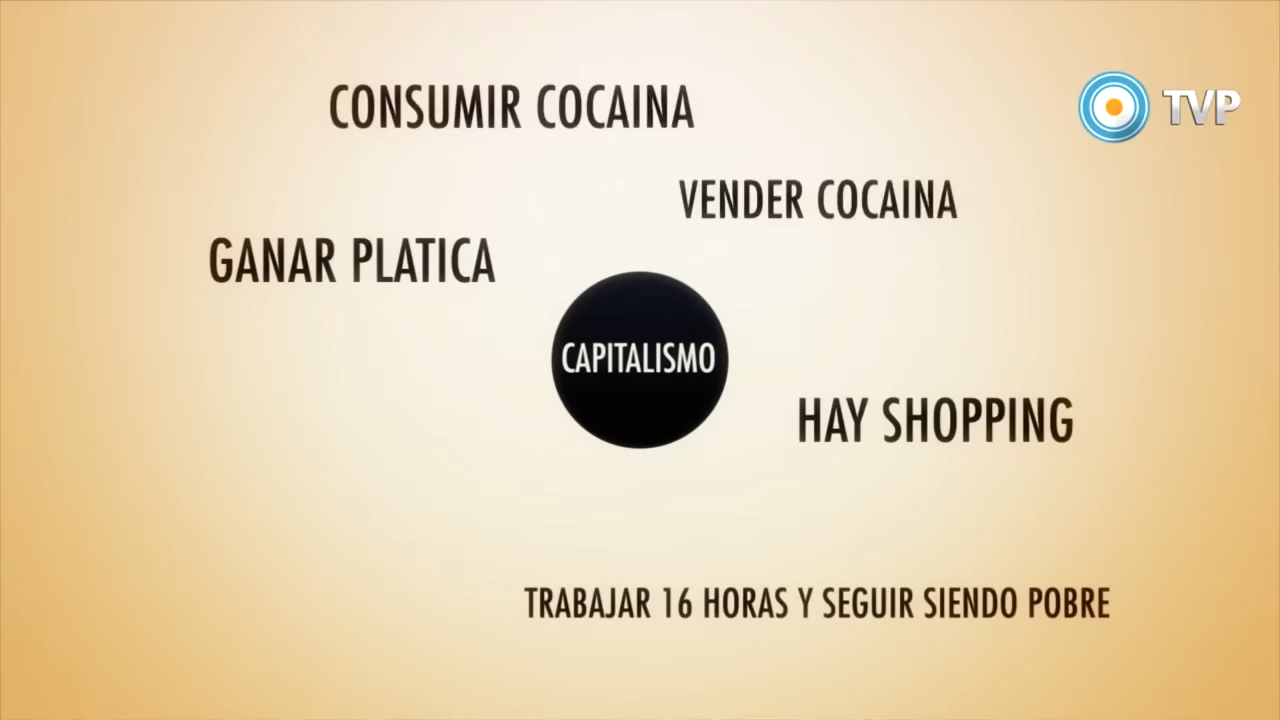 CONSUMIR COCAINA
TVP
VENDER COCAINA
GANAR PLATICA
CAPITALISMO
HAY SHOPPING
TRABAJAR 16 HORAS Y SEGUIR SIENDO POBRE